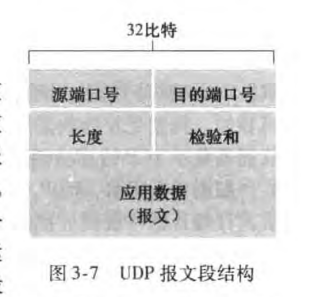 32比特
源端口号
目的端口号
长度
检验和
应用数据
(报文)
图 3-7 UDP 报文段结构